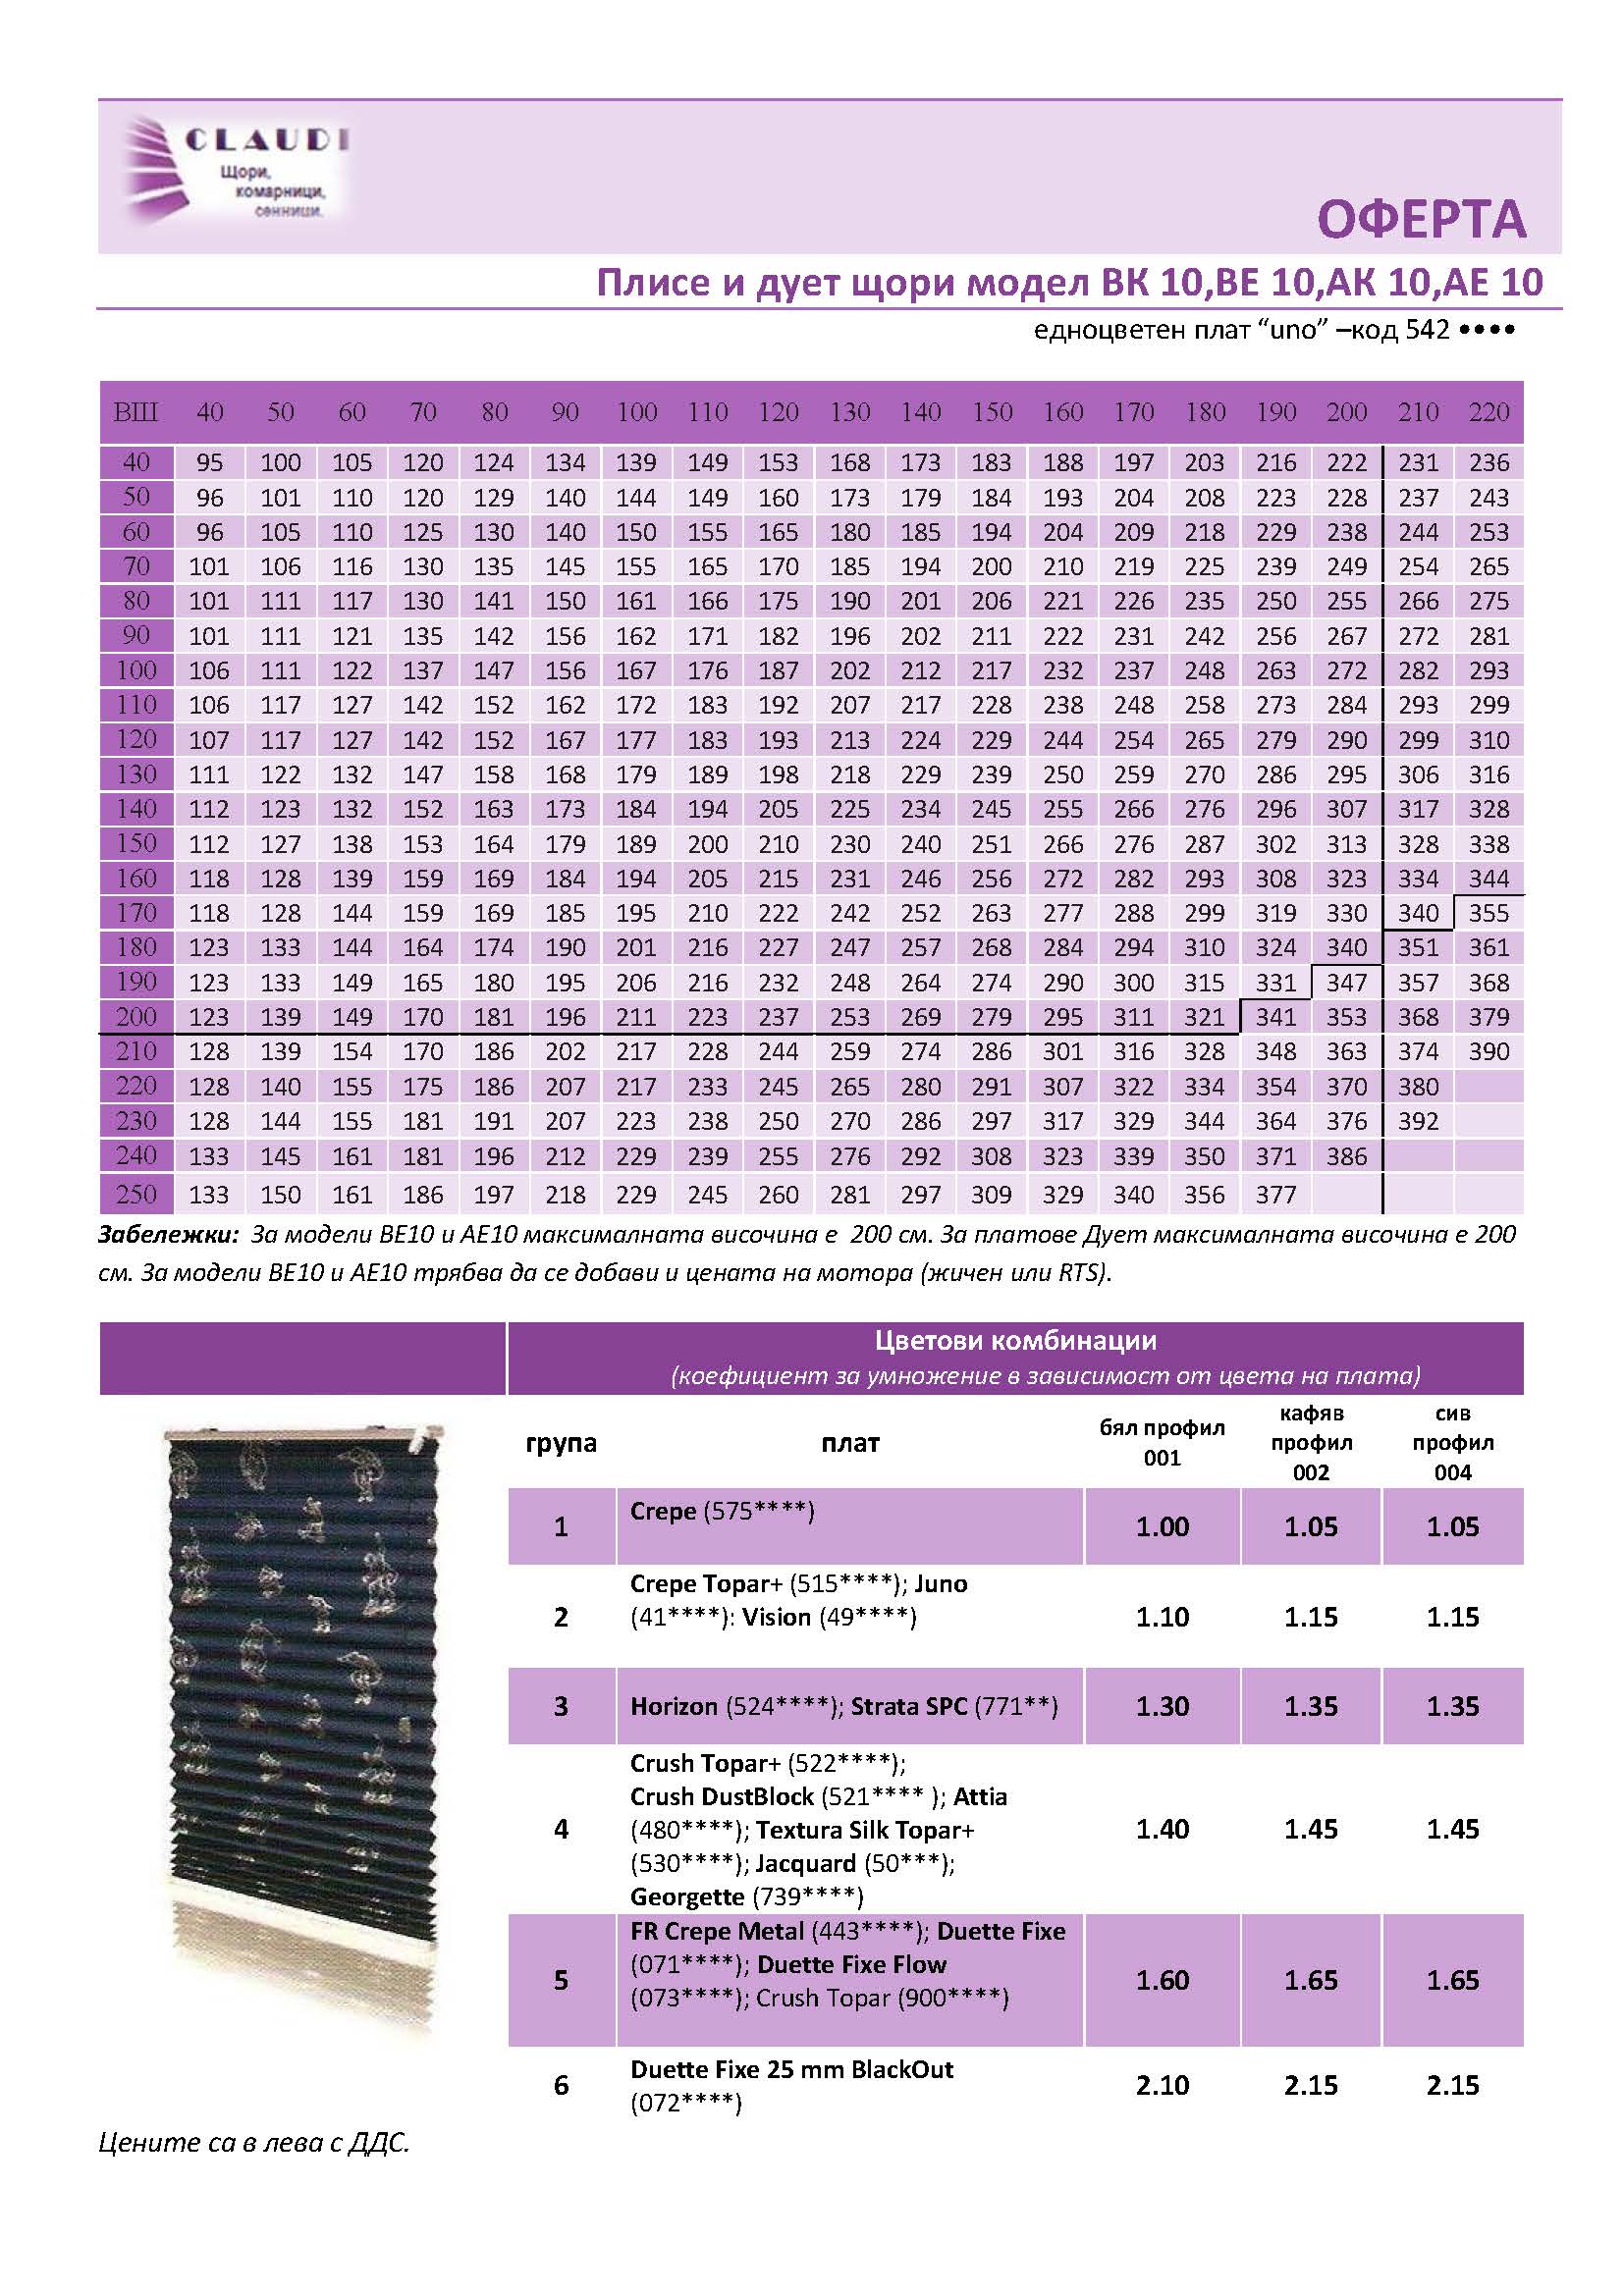 CLAUDI
Щори,
комарници,
сенници.
ОФЕРТА
Плисе и дует щори модел ВК 10,ВЕ 10,АК 10,АЕ 10
едноцветен плат “uno” –код 542 ••••
ВШ 40 50 60 70 80 90 100 110 120 130 140 150 160 170 180 190 200 210 220
40 95 100 105 120 124 134 139 149 153 168 173 183 188 197 203 216 222 231 236
50 96 101 110 120 129 140 144 149 160 173 179 184 193 204 208 223 228 237 243
60 96 105 110 125 130 140 150 155 165 180 185 194 204 209 218 229 238 244 253
70 101 106 116 130 135 145 155 165 170 185 194 200 210 219 225 239 249 254 265
80 101 111 117 130 141 150 161 166 175 190 201 206 221 226 235 250 255 266 275
90 101 111 121 135 142 156 162 171 182 196 202 211 222 231 242 256 267 272 281
100 106 111 122 137 147 156 167 176 187 202 212 217 232 237 248 263 272 282 293
110 106 117 127 142 152 162 172 183 192 207 217 228 238 248 258 273 284 293 299
120 107 117 127 142 152 167 177 183 193 213 224 229 244 254 265 279 290 299 310
130 111 122 132 147 158 168 179 189 198 218 229 239 250 259 270 286 295 306 316
140 112 123 132 152 163 173 184 194 205 225 234 245 255 266 276 296 307 317 328
150 112 127 138 153 164 179 189 200 210 230 240 251 266 276 287 302 313 328 338
160 118 128 139 159 169 184 194 205 215 231 246 256 272 282 293 308 323 334 344
170 118 128 144 159 169 185 195 210 222 242 252 263 277 288 299 319 330 340 355
180 123 133 144 164 174 190 201 216 227 247 257 268 284 294 310 324 340 351 361
190 123 133 149 165 180 195 206 216 232 248 264 274 290 300 315 331 347 357 368
200 123 139 149 170 181 196 211 223 237 253 269 279 295 311 321 341 353 368 379
210 128 139 154 170 186 202 217 228 244 259 274 286 301 316 328 348 363 374 390
220 128 140 155 175 186 207 217 233 245 265 280 291 307 322 334 354 370 380
230 128 144 155 181 191 207 223 238 250 270 286 297 317 329 344 364 376 392
240 133 145 161 181 196 212 229 239 255 276 292 308 323 339 350 371 386
250 133 150 161 186 197 218 229 245 260 281 297 309 329 340 356 377
Забележки: За модели ВЕ10 и АЕ10 максималната височина е 200 см. За платове Дует максималната височина е 200
см. За модели ВЕ10 и АЕ10 трябва да се добави и цената на мотора (жичен или RTS).
Цветови комбинации
(коефициент за умножение в зависимост от цвета на плата)
група плат бял профил 001 кафяв профил 002 сив профил 004
1 Crepe (575****) 1.00 1.05 1.05
Crepe Topar+ (515****); Juno
2 (41****): Vision (49****) 1.10 1.15 1.15
3 Horizon (524****); Strata SPC (771**) 1.30 1.35 1.35
Crush Topar+ (522****);
Crush DustBlock (521**** ); Attia
4 (480****); Textura Silk Topar+ 1.40 1.45 1.45
(530****); Jacquard (50***);
Georgette (739****)
FR Crepe Metal (443****); Duette Fixe
5 (071****); Duette Fixe Flow 1.60 1.65 1.65
(073****); Crush Topar (900****)
6 Duette Fixe 25 mm BlackOut 2.10 2.15 2.15
(072****)
Цените са в лева с ДДС.